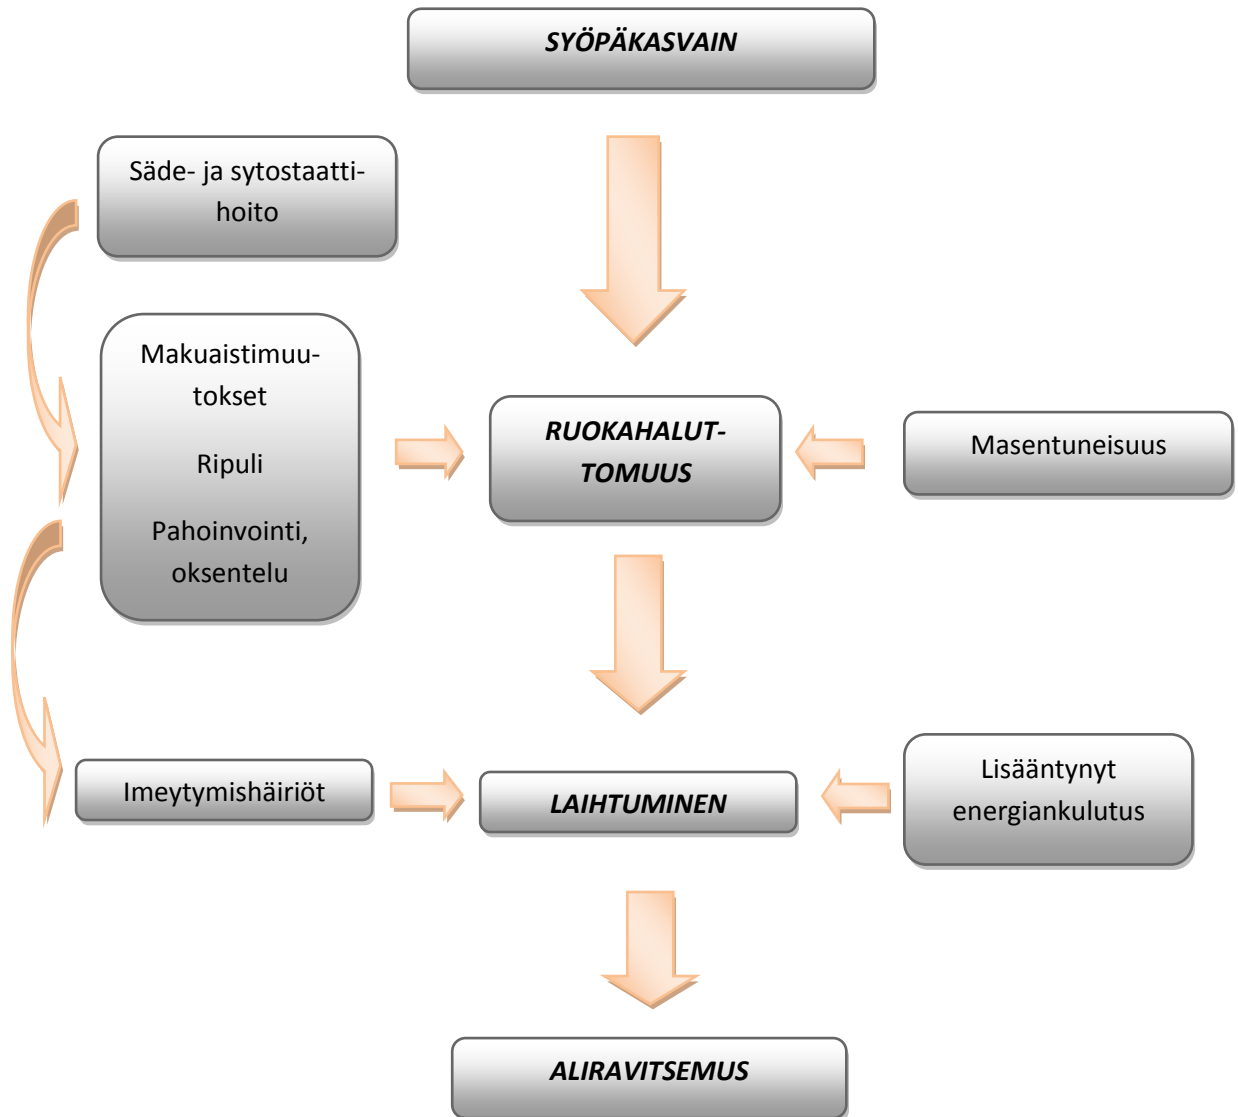 SYÖPÄKASVAIN
Säde- ja sytostaatti-
hoito
Makuaistimuu-
tokset
Ripuli
Pahoinvointi,
oksentelu
RUOKAHALUT-
TOMUUS
Masentuneisuus
Imeytymishäiriöt
LAIHTUMINEN
Lisääntynyt
energiankulutus
ALIRAVITSEMUS